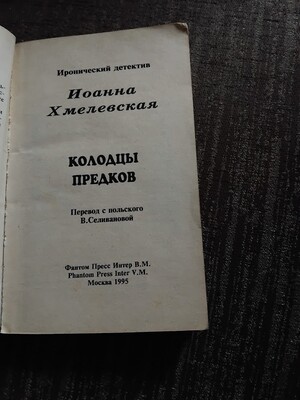 Иронический детектив
Иоанна
Хмелевская
КОЛОДЦЫ
ПРЕДКОВ
Перевод с польского
В.Селивановой
Фантом Пресс Интер В.М.
Phantom Press Inter V.M.
Москва 1995